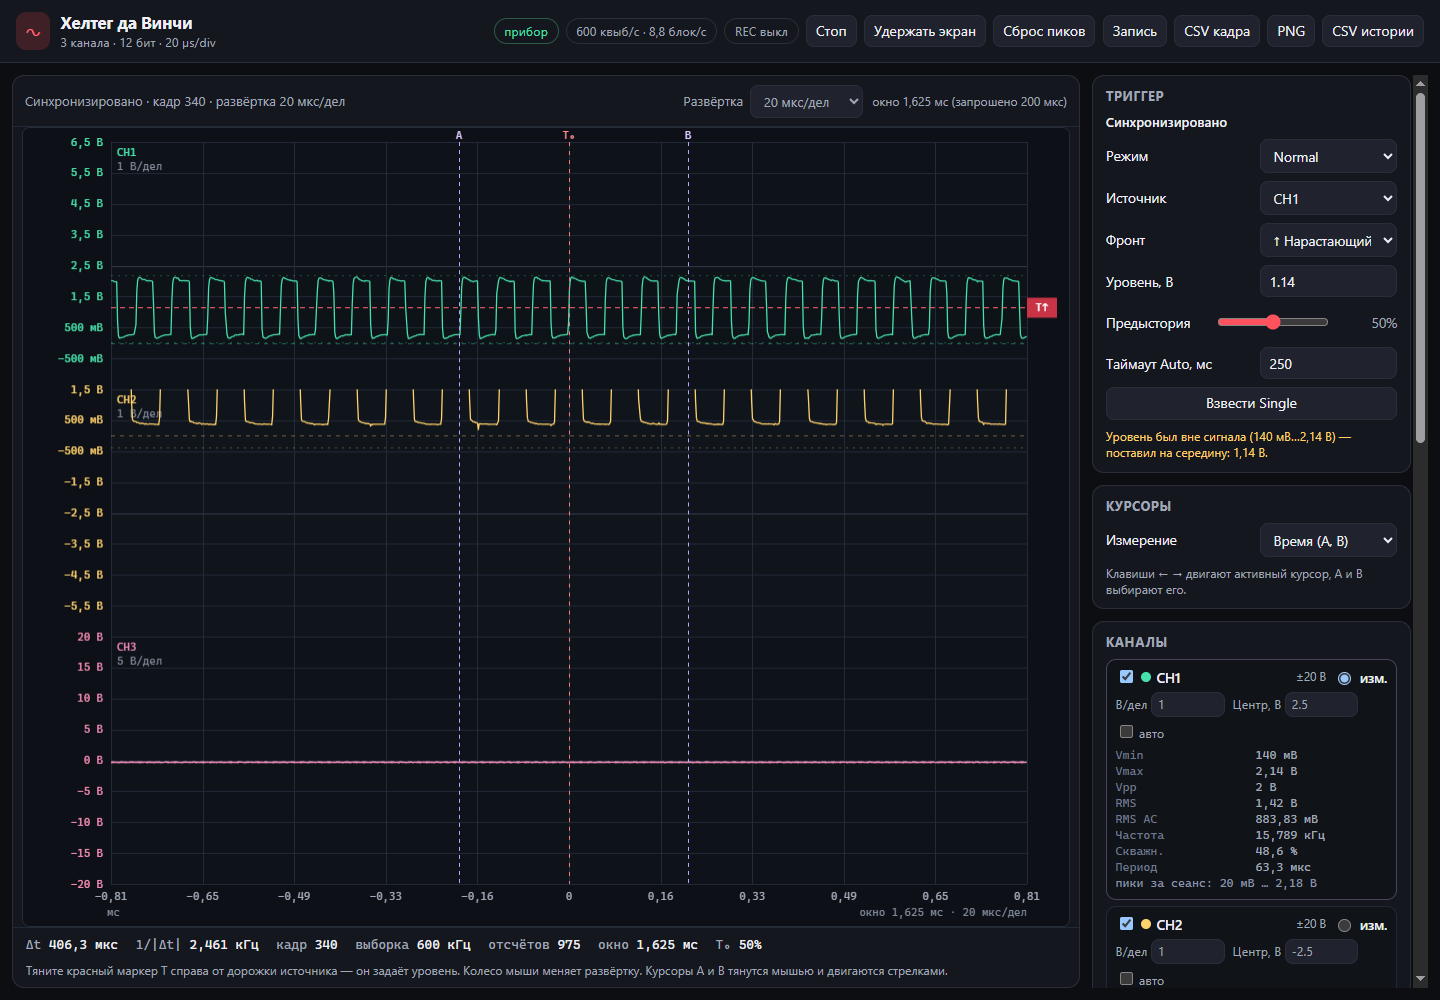 Хелтег да Винчи
3 канала · 12 бит · 20 µs/div
прибор
600 квыб/с · 8,8 блок/с
REC выкл
Стоп
Удержать экран
Сброс пиков
Запись
CSV кадра
PNG
CSV истории
Синхронизировано · кадр 340 · развёртка 20 мкс/дел
Развёртка
20 мкс/дел
окно 1,625 мс (запрошено 200 мкс)
A
T₀
B
6,5 В
CH1
1 В/дел
5,5 В
4,5 В
3,5 В
2,5 В
1,5 В
T↑
500 мВ
−500 мВ
1,5 В
CH2
1 В/дел
500 мВ
−500 мВ
−1,5 В
−2,5 В
−3,5 В
−4,5 В
−5,5 В
20 В
CH3
5 В/дел
15 В
10 В
5 В
0 В
−5 В
−10 В
−15 В
−20 В
−0,81
−0,65
−0,49
−0,33
−0,16
0
0,16
0,33
0,49
0,65
0,81
мс
окно 1,625 мс · 20 мкс/дел
Δt 406,3 мкс
1/|Δt| 2,461 кГц
кадр 340
выборка 600 кГц
отсчётов 975
окно 1,625 мс
T₀ 50%
Тяните красный маркер T справа от дорожки источника — он задаёт уровень. Колесо мыши меняет развёртку. Курсоры A и B тянутся мышью и двигаются стрелками.
ТРИГГЕР
Синхронизировано
Режим
Normal
Источник
CH1
Фронт
↑ Нарастающий
Уровень, В
1.14
Предыстория
50%
Таймаут Auto, мс
250
Взвести Single
Уровень был вне сигнала (140 мВ…2,14 В) —
поставил на середину: 1,14 В.
КУРСОРЫ
Измерение
Время (A, B)
Клавиши ← → двигают активный курсор, A и B
выбирают его.
КАНАЛЫ
CH1
±20 В
изм.
В/дел
1
Центр, В
2.5
авто
Vmin 140 мВ
Vmax 2,14 В
Vpp 2 В
RMS 1,42 В
RMS AC 883,83 мВ
Частота 15,789 кГц
Скважн. 48,6 %
Период 63,3 мкс
пики за сеанс: 20 мВ … 2,18 В
CH2
±20 В
изм.
В/дел
1
Центр, В
-2.5
авто